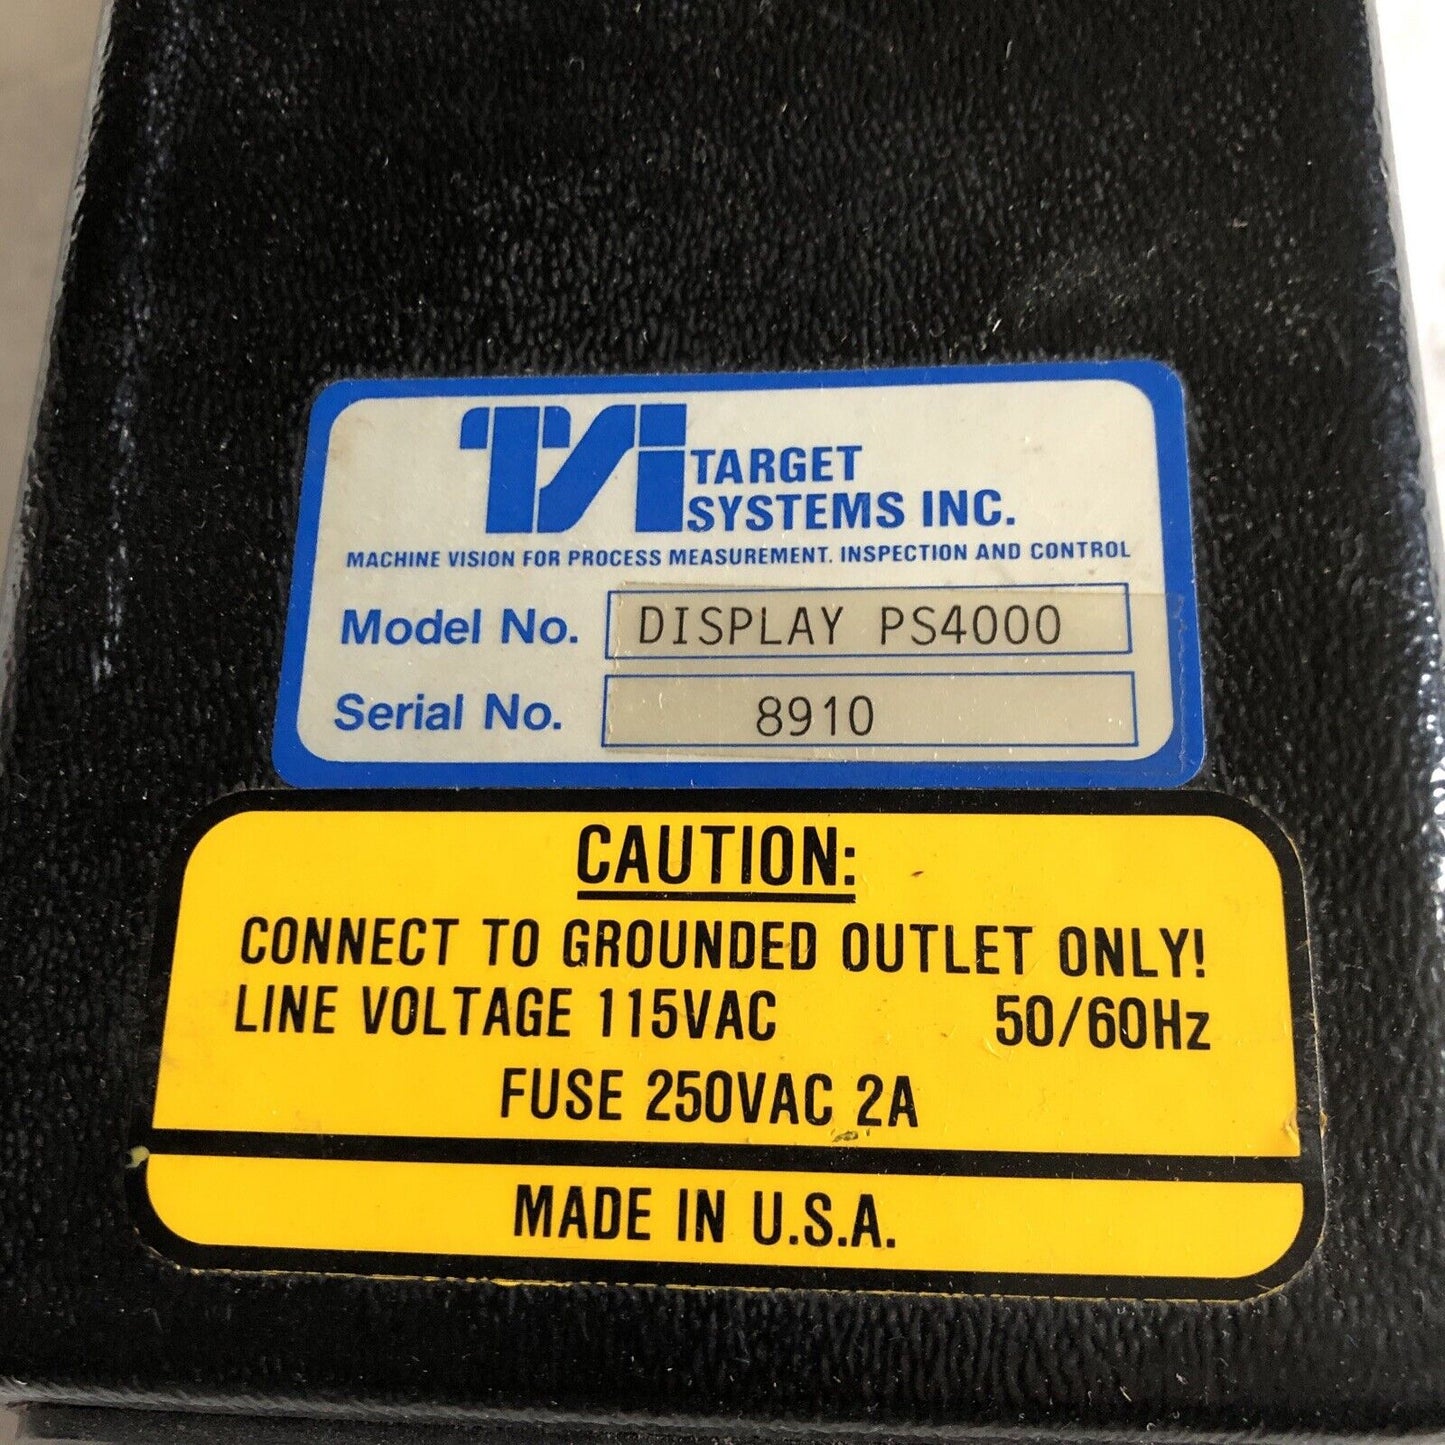 TSi TARGET
SYSTEMS INC.
MACHINE VISION FOR PROCESS MEASUREMENT. INSPECTION AND CONTROL
Model No. DISPLAY PS4000
Serial No. 8910
CAUTION:
CONNECT TO GROUNDED OUTLET ONLY!
LINE VOLTAGE 115VAC 50/60Hz
FUSE 250VAC 2A
MADE IN U.S.A.